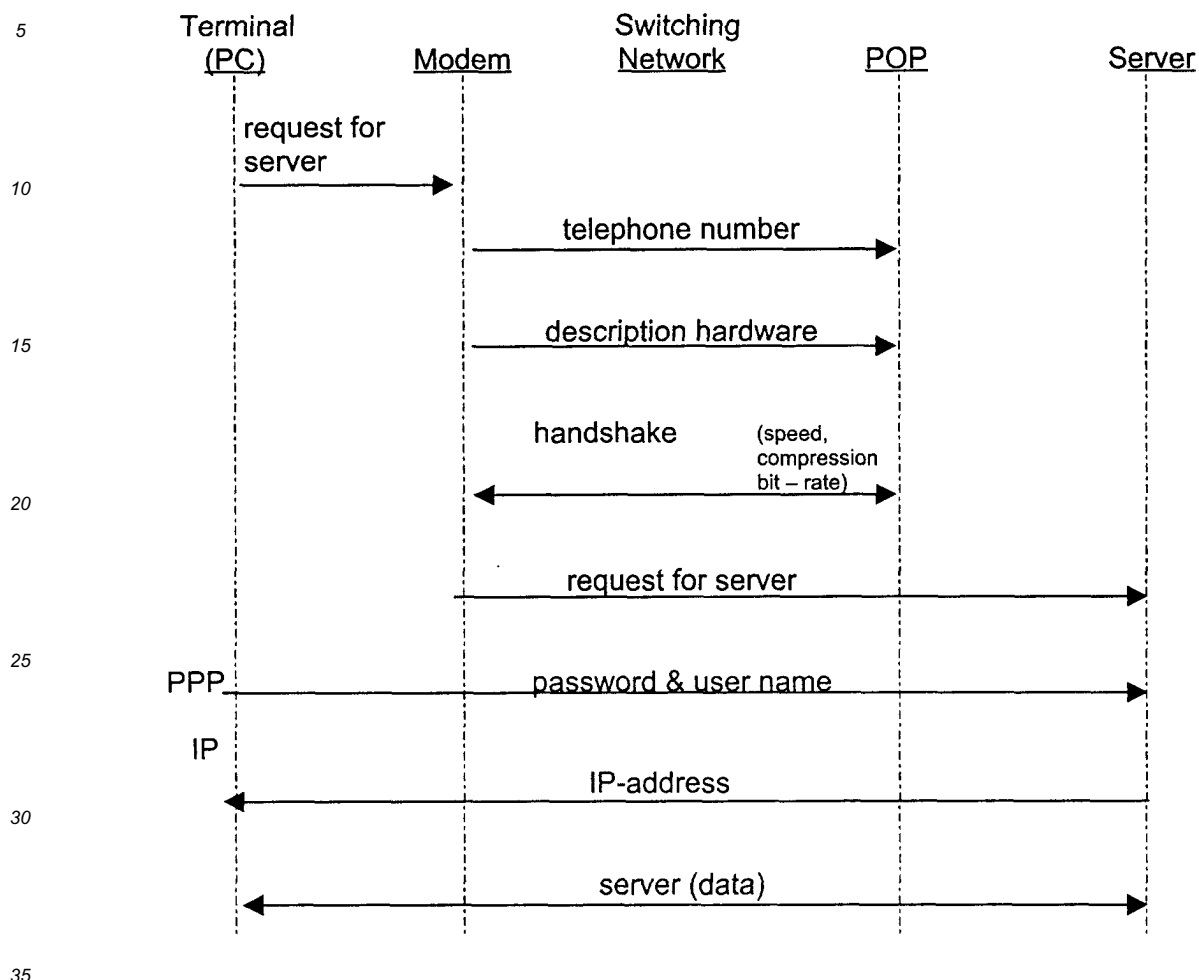 5
Terminal
(PC)
Modem
Switching
Network
POP
Server
request for
server
10
telephone number
15
description hardware
handshake
(speed,
compression
bit – rate)
20
request for server
25
PPP
password & user name
IP
IP-address
30
server (data)
35